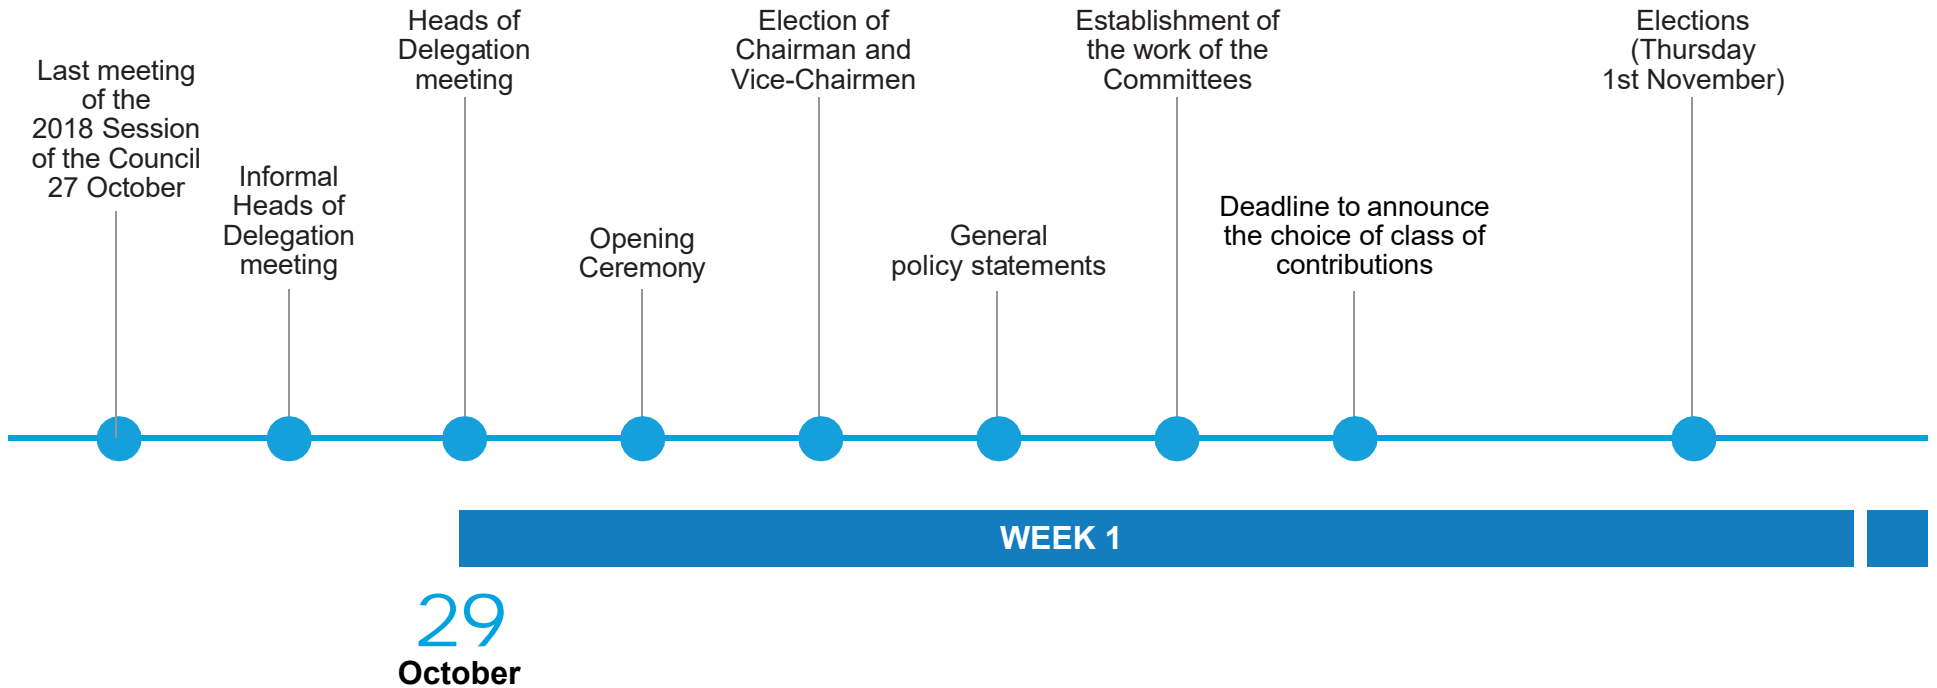 Last meeting
of the
2018 Session
of the Council
27 October
Informal
Heads of
Delegation
meeting
Heads of
Delegation
meeting
Opening
Ceremony
Election of
Chairman and
Vice-Chairmen
General
policy statements
Establishment of
the work of the
Committees
Deadline to announce
the choice of class of
contributions
Elections
(Thursday
1st November)
WEEK 1
29
October